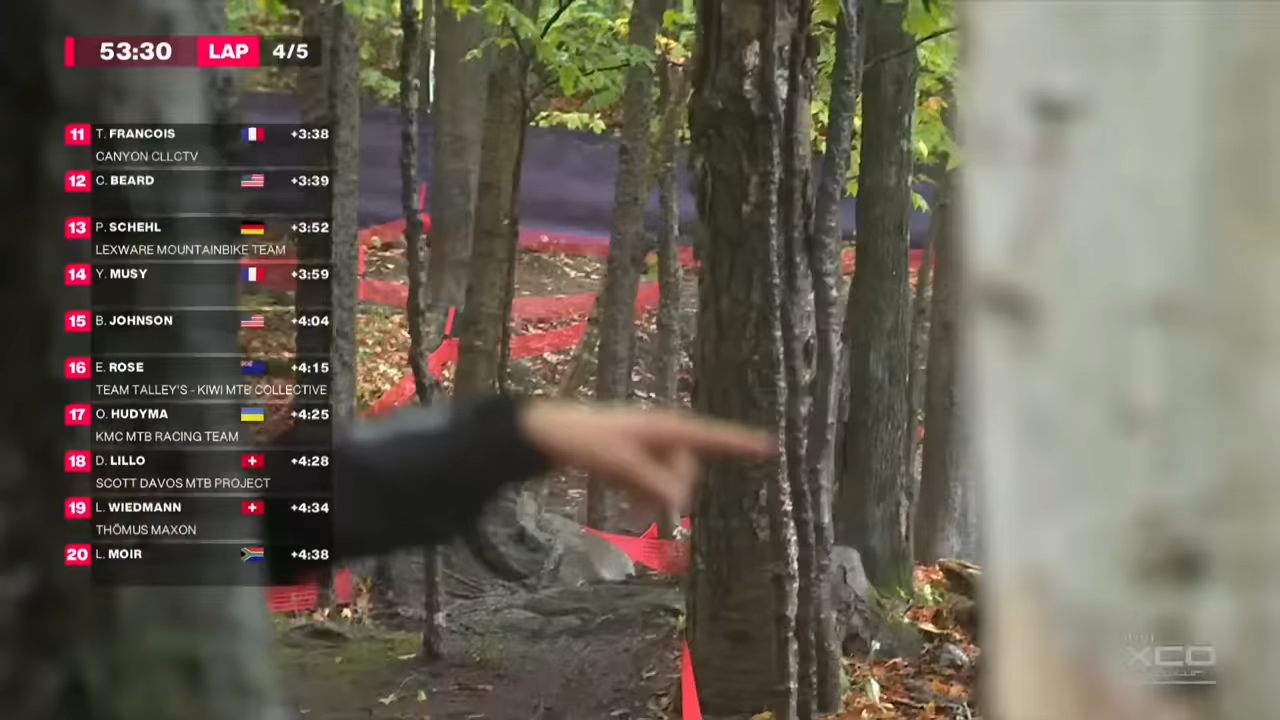 53:30 LAP 4/5
11 T. FRANCOIS +3:38
CANYON CLLCTV
12 C. BEARD +3:39
13 P. SCHEHL +3:52
LEXWARE MOUNTAINBIKE TEAM
14 Y. MUSY +3:59
15 B. JOHNSON +4:04
16 E. ROSE +4:15
TEAM TALLEY'S - KIWI MTB COLLECTIVE
17 O. HUDYMA +4:25
KMC MTB RACING TEAM
18 D. LILLO +4:28
SCOTT DAVOS MTB PROJECT
19 L. WIEDMANN +4:34
THÖMUS MAXON
20 L. MOIR +4:38
XCO